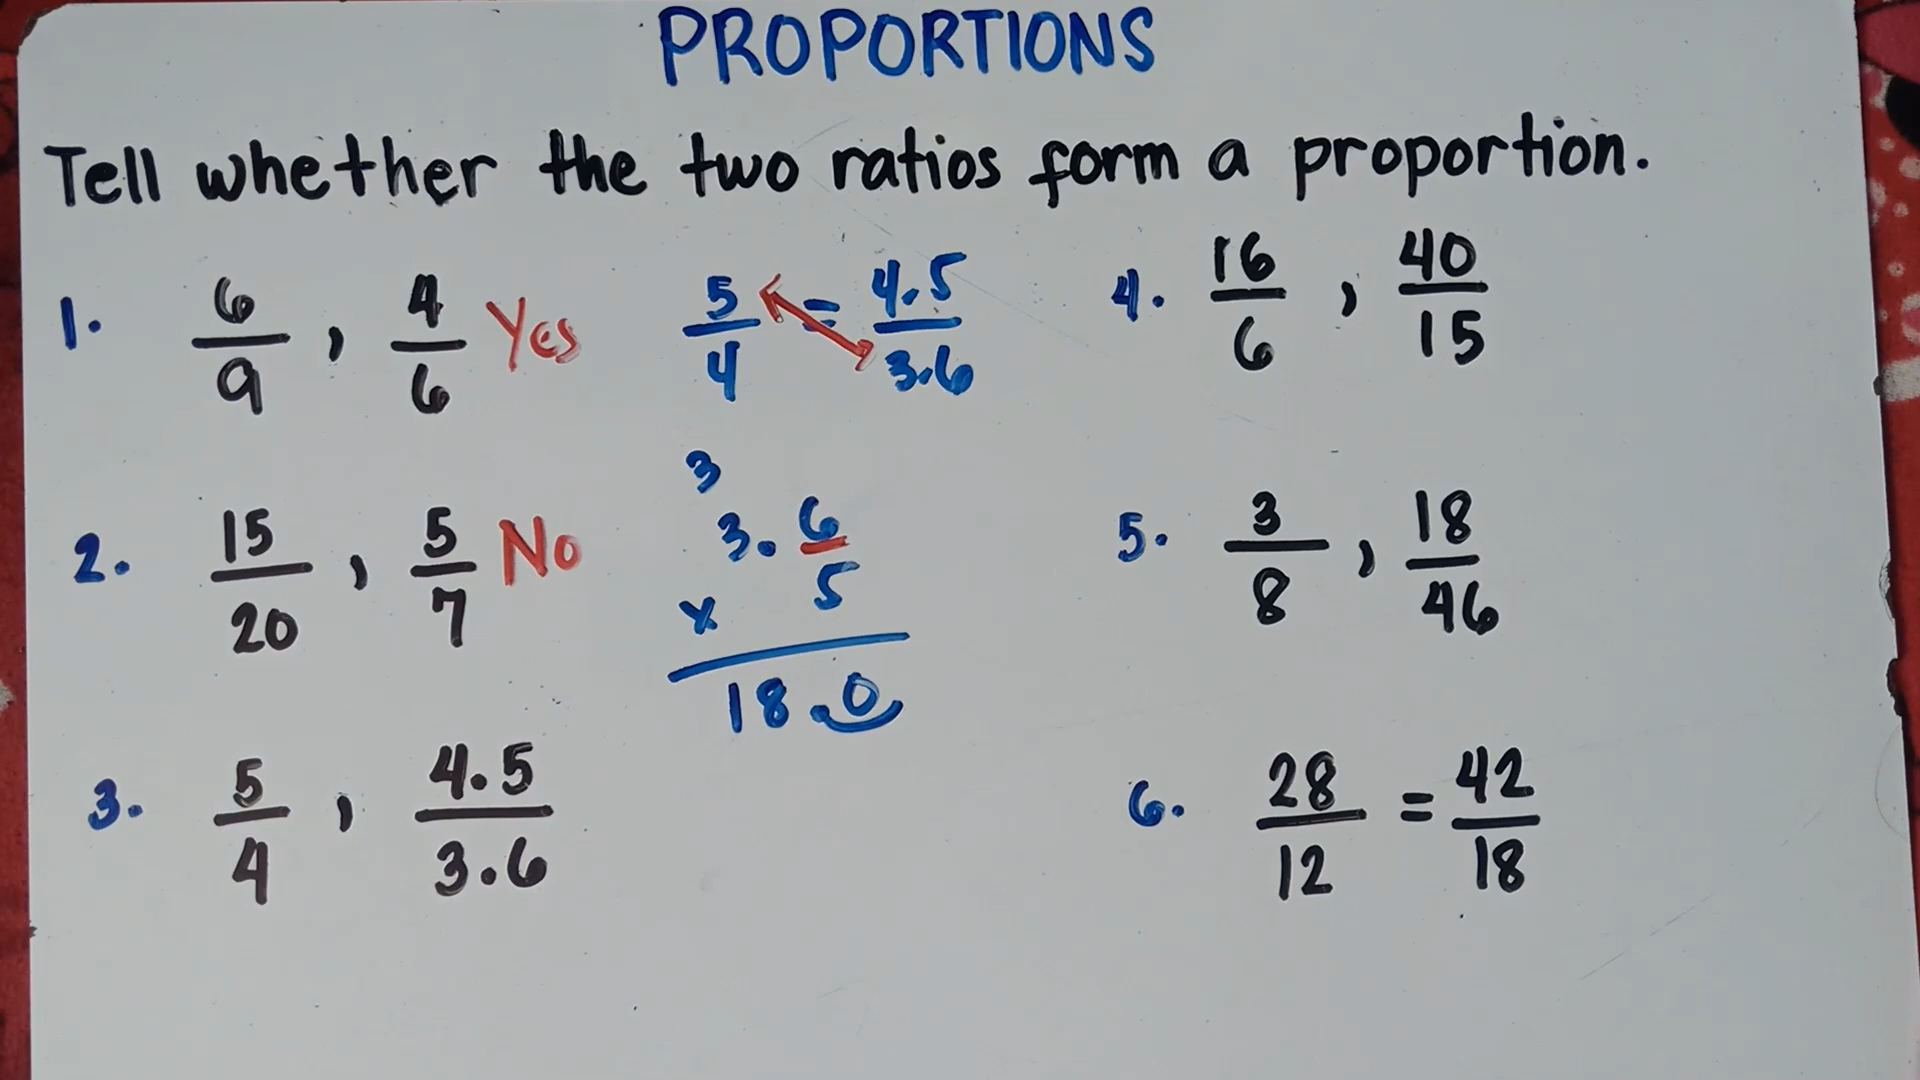 PROPORTIONS
Tell whether the two ratios form a proportion.
1. 6/9 , 4/6 Yes
2. 15/20 , 5/7 No
3. 5/4 , 4.5/3.6
5/4 = 4.5/3.6
3
3.6
x 5
18.0
4. 16/6 , 40/15
5. 3/8 , 18/46
6. 28/12 = 42/18